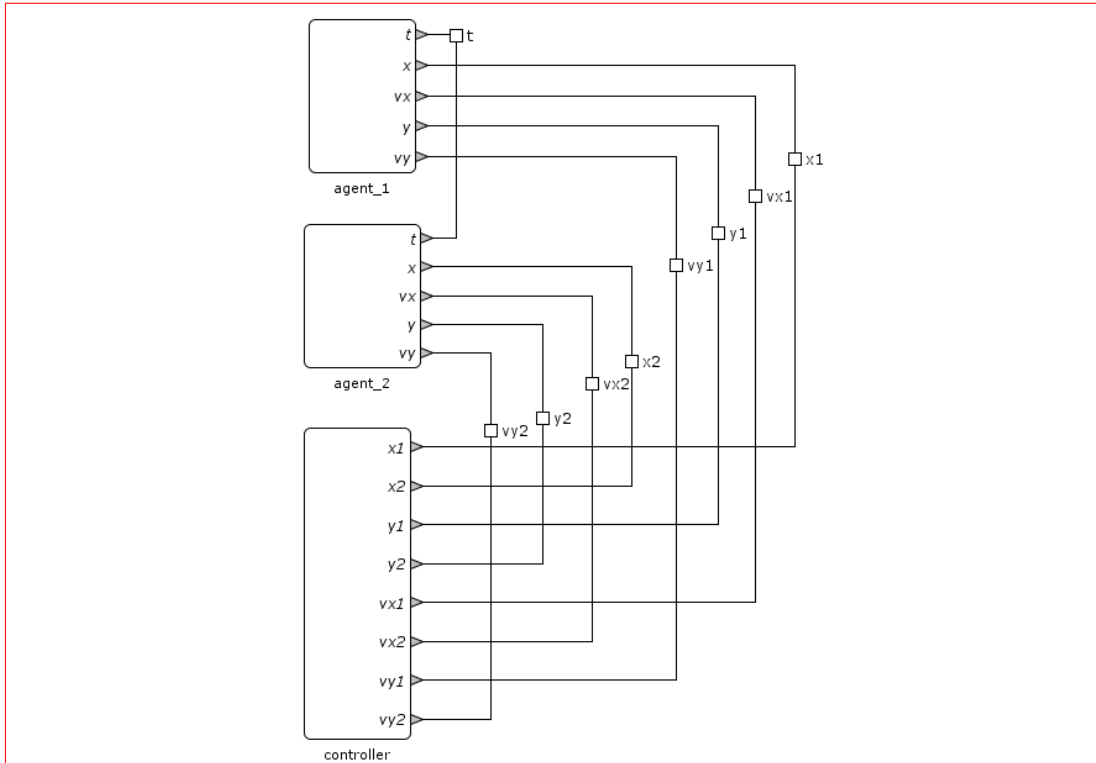 t
t
x
vx
y
vy
x1
vx1
y1
vy1
agent_1
t
x
vx
y
vy
x2
vx2
y2
vy2
agent_2
x1
x2
y1
y2
vx1
vx2
vy1
vy2
controller